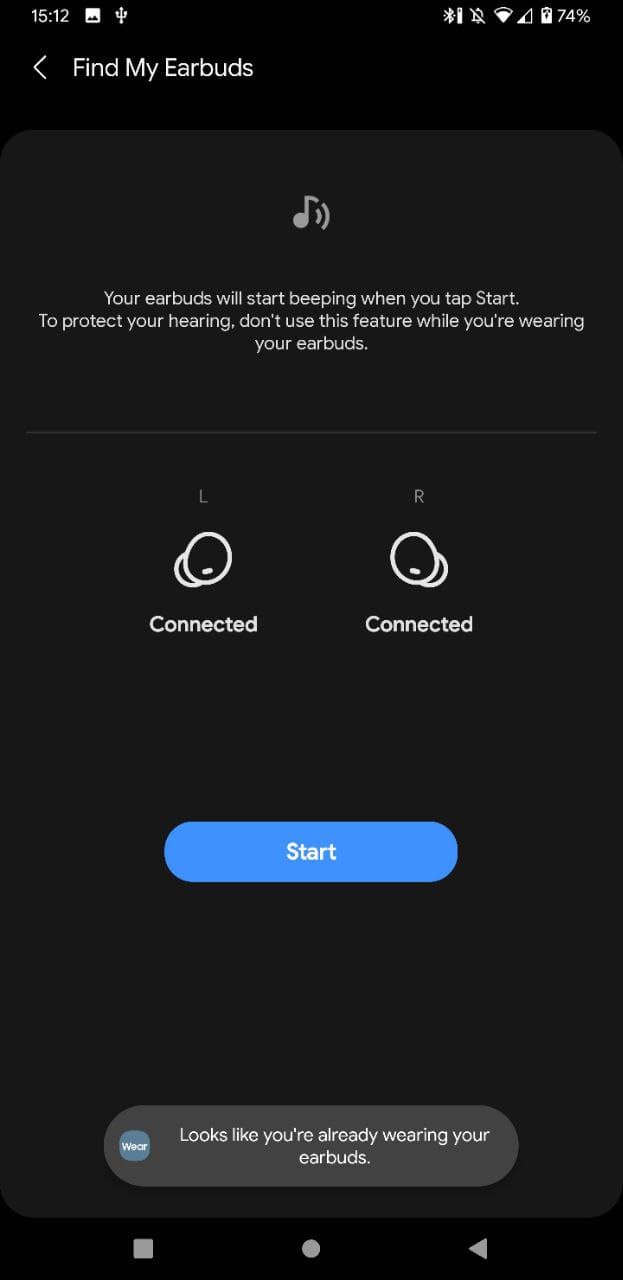 15:12 74%
Find My Earbuds
Your earbuds will start beeping when you tap Start.
To protect your hearing, don't use this feature while you're wearing
your earbuds.
L R
Connected Connected
Start
Wear
Looks like you're already wearing your
earbuds.